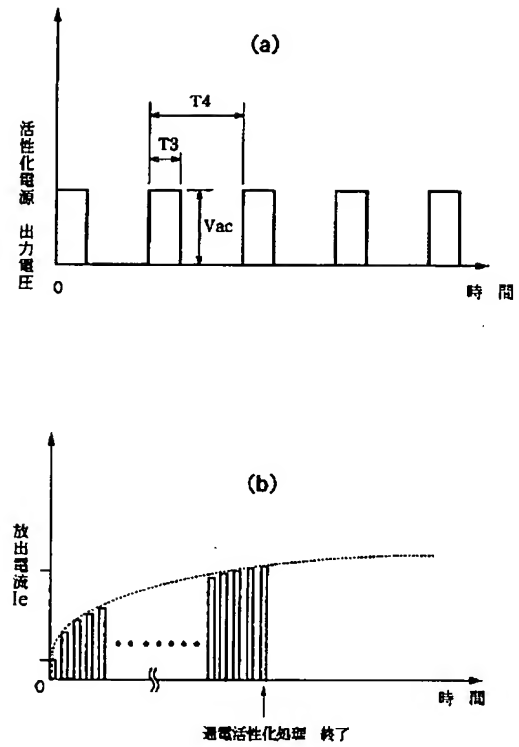 (a)
T4
T3
Vac
活性化電源 出力電圧
0
時 間
(b)
放出電流
Ie
0
時 間
通電活性化処理 終了